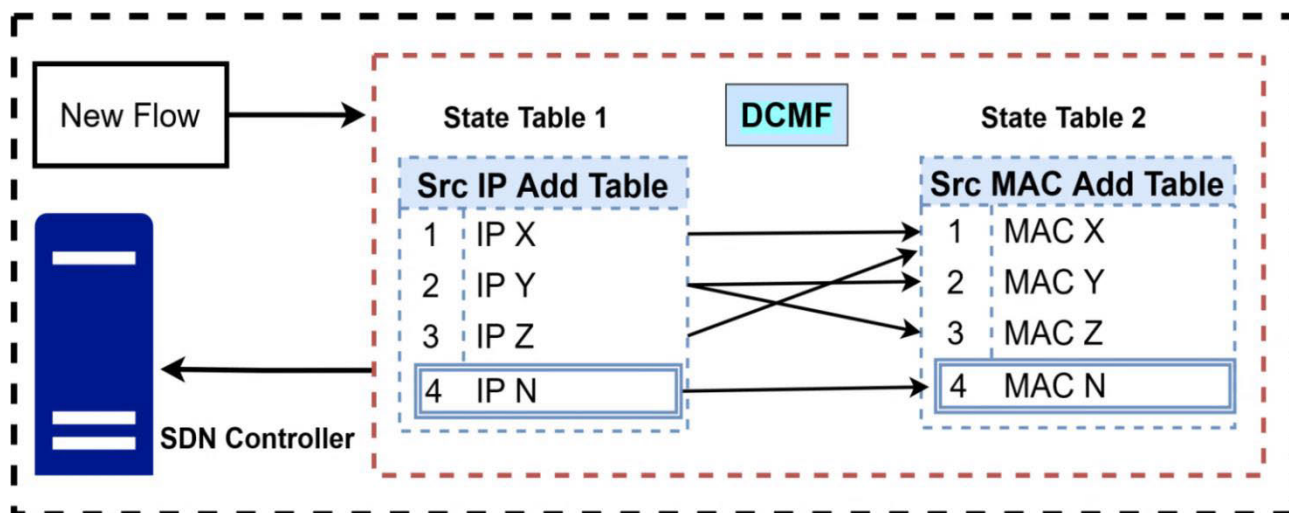 New Flow
SDN Controller
DCMF
State Table 1
Src IP Add Table
1 IP X
2 IP Y
3 IP Z
4 IP N
State Table 2
Src MAC Add Table
1 MAC X
2 MAC Y
3 MAC Z
4 MAC N